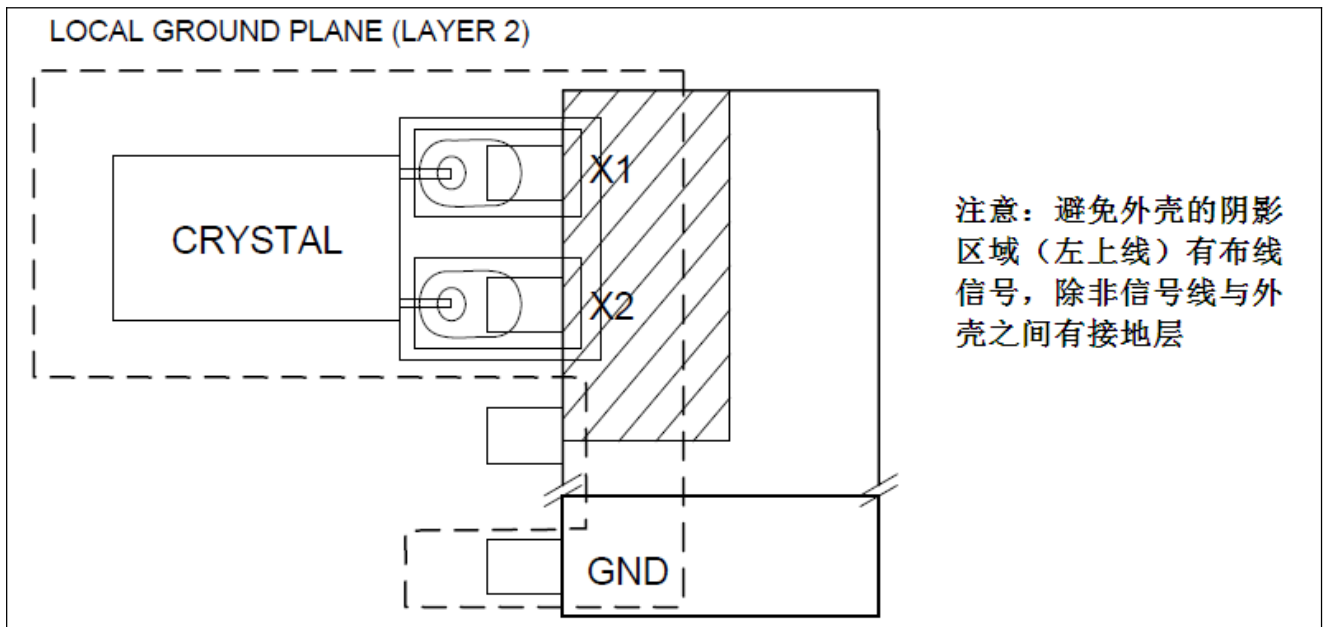 LOCAL GROUND PLANE (LAYER 2)
X1
CRYSTAL
X2
GND
注意：避免外壳的阴影
区域（左上线）有布线
信号，除非信号线与外
壳之间有接地层